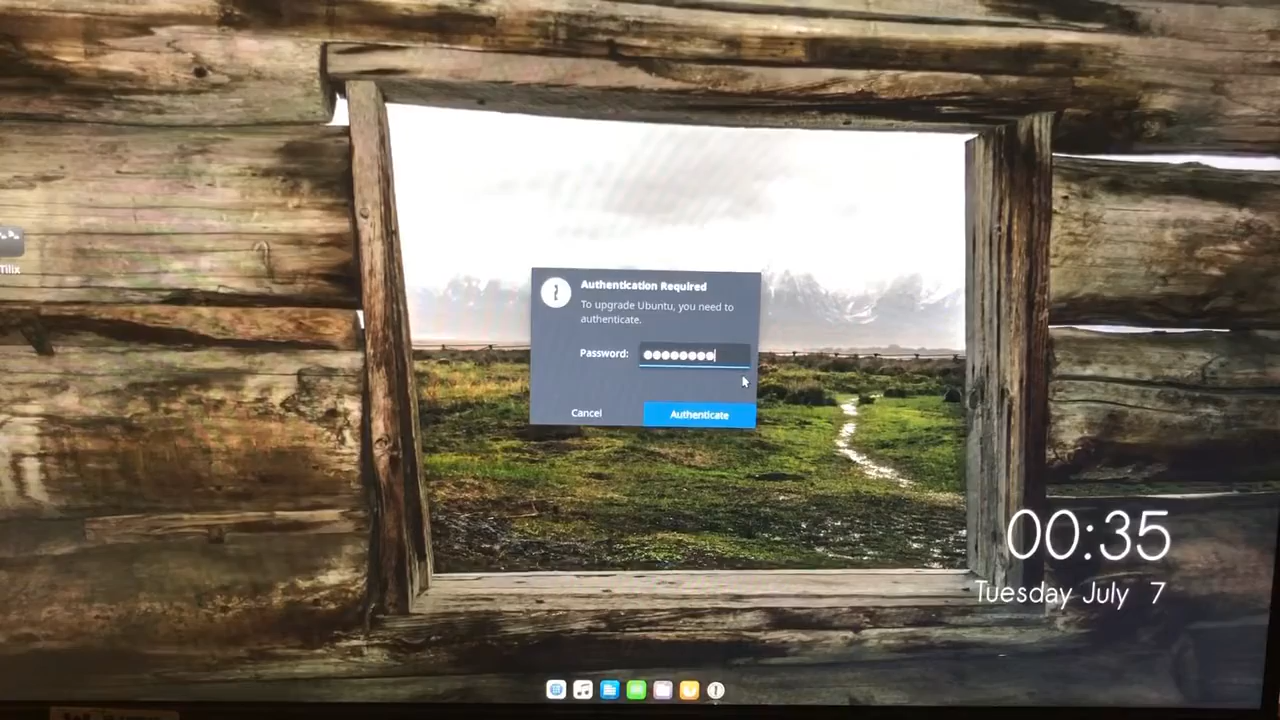 Tilix
Authentication Required
To upgrade Ubuntu, you need to
authenticate.
Password:
Cancel
Authenticate
00:35
Tuesday July 7